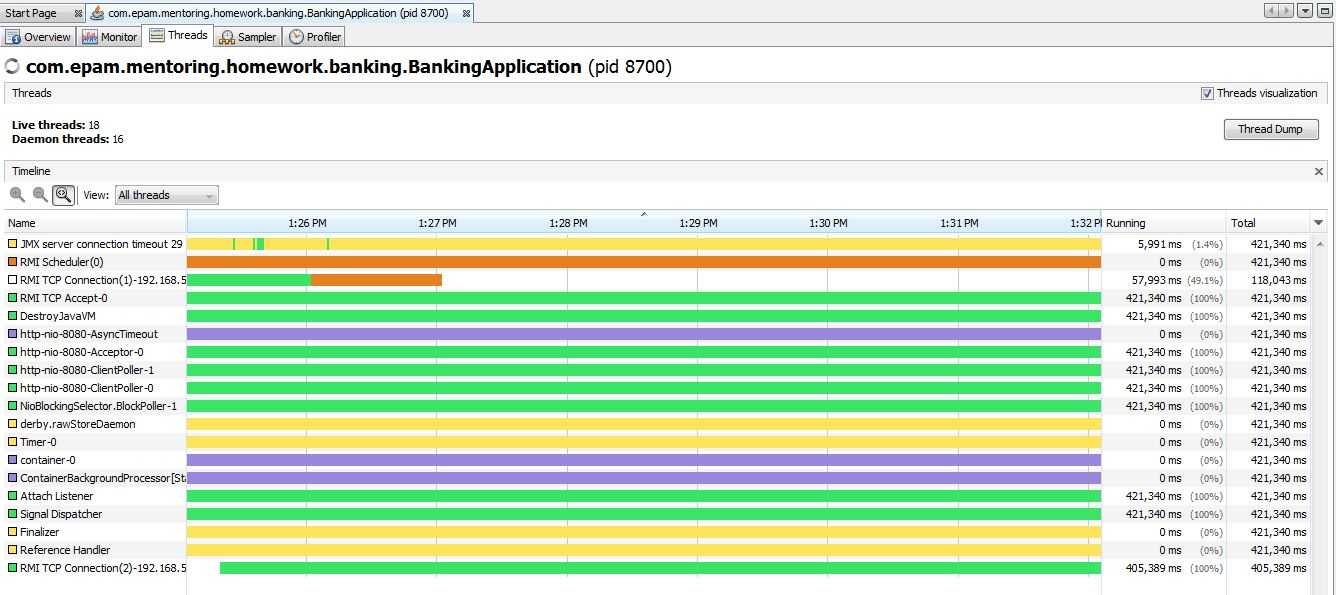 Start Page com.epam.mentoring.homework.banking.BankingApplication (pid 8700)
Overview Monitor Threads Sampler Profiler
com.epam.mentoring.homework.banking.BankingApplication (pid 8700)
Threads Threads visualization
Live threads: 18
Daemon threads: 16
Thread Dump
Timeline
View: All threads
Name 1:26 PM 1:27 PM 1:28 PM 1:29 PM 1:30 PM 1:31 PM 1:32 P Running Total
JMX server connection timeout 29 5,991 ms (1.4%) 421,340 ms
RMI Scheduler(0) 0 ms (0%) 421,340 ms
RMI TCP Connection(1)-192.168.5 57,993 ms (49.1%) 118,043 ms
RMI TCP Accept-0 421,340 ms (100%) 421,340 ms
DestroyJavaVM 421,340 ms (100%) 421,340 ms
http-nio-8080-AsyncTimeout 0 ms (0%) 421,340 ms
http-nio-8080-Acceptor-0 421,340 ms (100%) 421,340 ms
http-nio-8080-ClientPoller-1 421,340 ms (100%) 421,340 ms
http-nio-8080-ClientPoller-0 421,340 ms (100%) 421,340 ms
NioBlockingSelector.BlockPoller-1 421,340 ms (100%) 421,340 ms
derby.rawStoreDaemon 0 ms (0%) 421,340 ms
Timer-0 0 ms (0%) 421,340 ms
container-0 0 ms (0%) 421,340 ms
ContainerBackgroundProcessor[St 0 ms (0%) 421,340 ms
Attach Listener 421,340 ms (100%) 421,340 ms
Signal Dispatcher 421,340 ms (100%) 421,340 ms
Finalizer 0 ms (0%) 421,340 ms
Reference Handler 0 ms (0%) 421,340 ms
RMI TCP Connection(2)-192.168.5 405,389 ms (100%) 405,389 ms